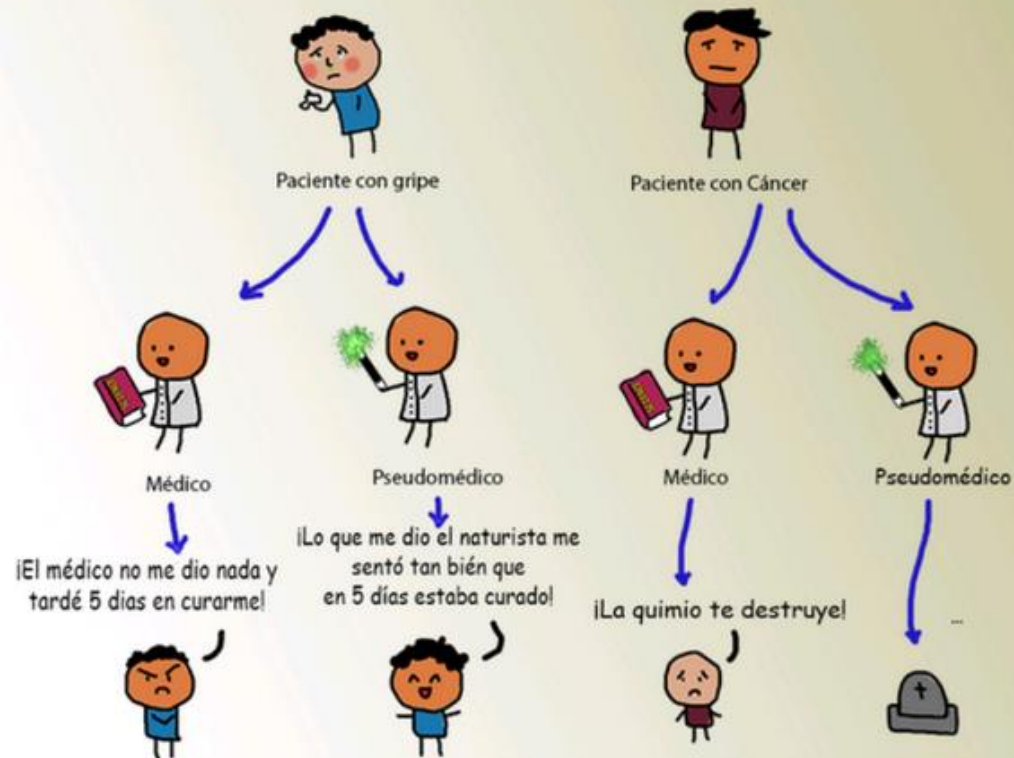 Paciente con gripe
Paciente con Cáncer
Médico
Pseudomédico
Médico
Pseudomédico
¡El médico no me dio nada y
tardé 5 dias en curarme!
¡Lo que me dio el naturista me
sentó tan bién que
en 5 días estaba curado!
¡La quimio te destruye!
...